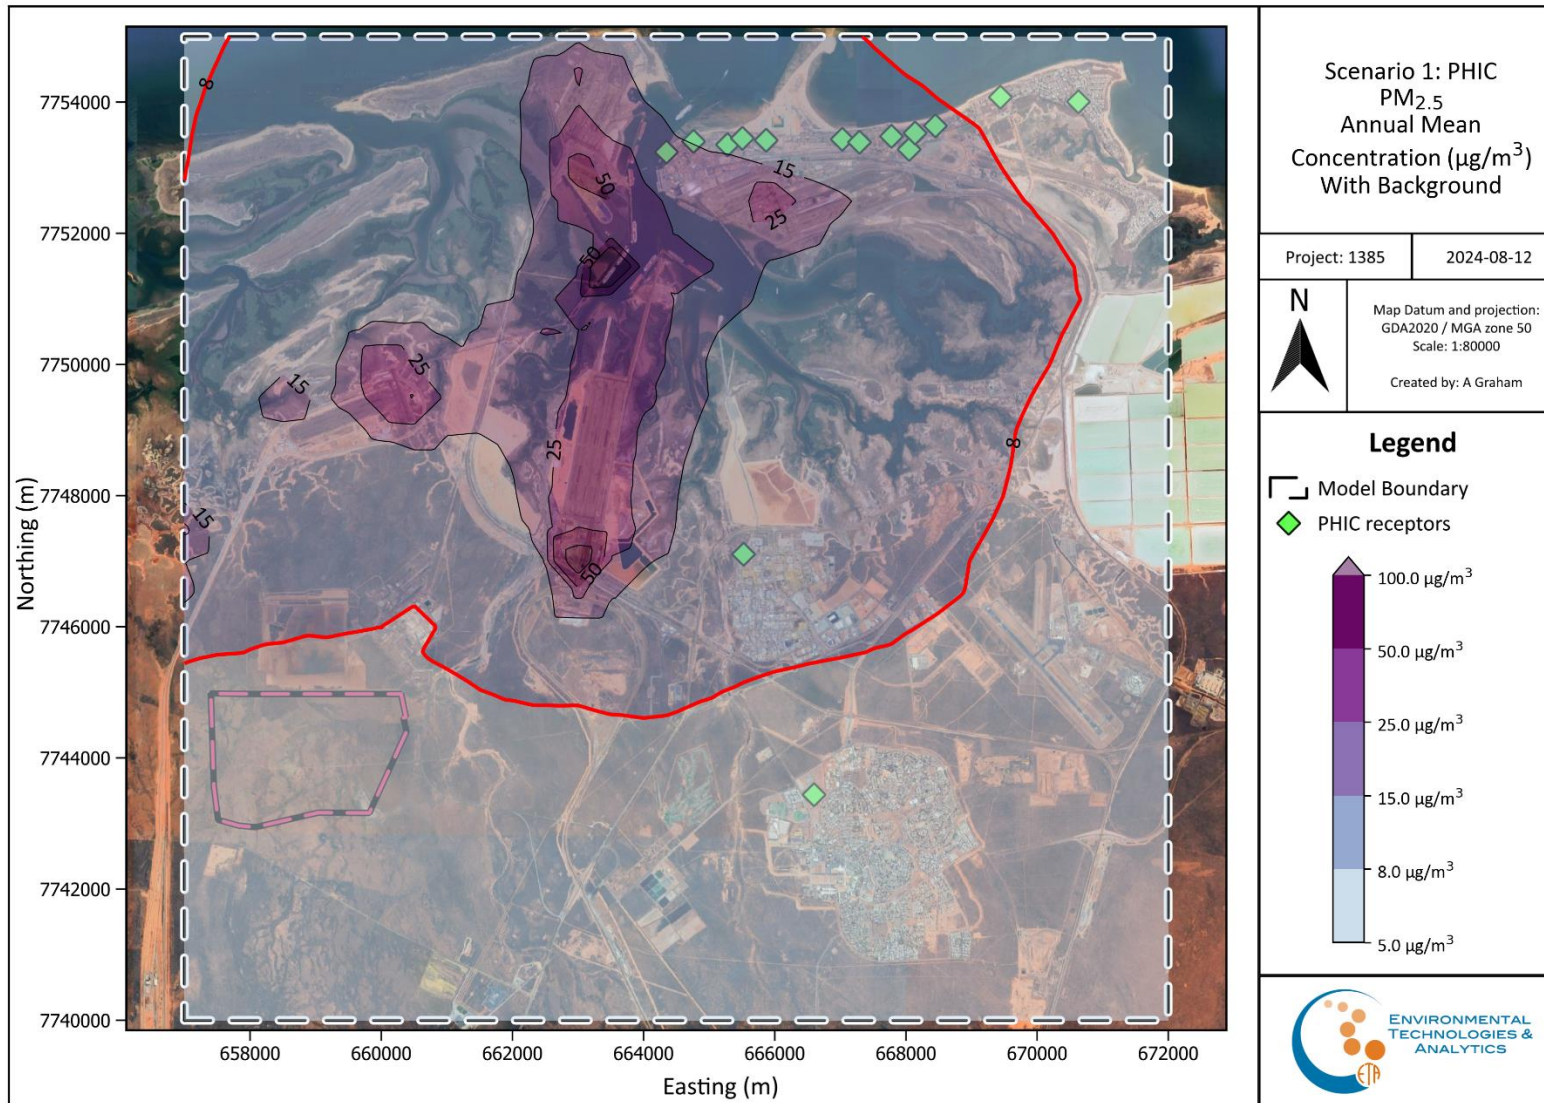 Scenario 1: PHIC
PM2.5
Annual Mean
Concentration (µg/m³)
With Background
Project: 1385
2024-08-12
N
Map Datum and projection:
GDA2020 / MGA zone 50
Scale: 1:80000
Created by: A Graham
Legend
Model Boundary
PHIC receptors
100.0 µg/m³
50.0 µg/m³
25.0 µg/m³
15.0 µg/m³
8.0 µg/m³
5.0 µg/m³
ENVIRONMENTAL
TECHNOLOGIES &
ANALYTICS
ETA
Northing (m)
7754000
7752000
7750000
7748000
7746000
7744000
7742000
7740000
658000
660000
662000
664000
666000
668000
670000
672000
Easting (m)
8
50
15
25
50
25
15
8
25
15
50